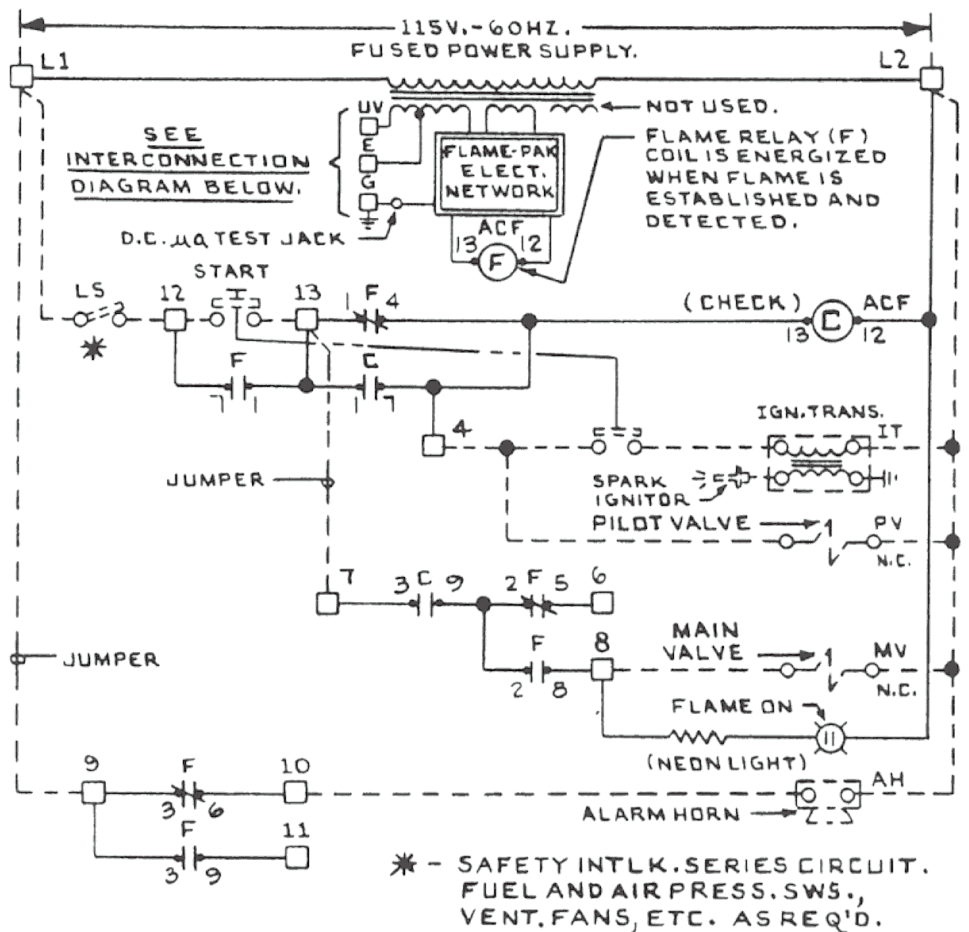 115V.-60HZ.
FUSED POWER SUPPLY.
L1
L2
NOT USED.
UV
E
G
SEE
INTERCONNECTION
DIAGRAM BELOW.
FLAME-PAK
ELECT.
NETWORK
FLAME RELAY (F)
COIL IS ENERGIZED
WHEN FLAME IS
ESTABLISHED AND
DETECTED.
D.C. µa TEST JACK
ACF
13 12
F
START
LS
12
13
F
1 4
(CHECK)
C
ACF
13 12
F
7 1
C
1 7
4
IGN. TRANS.
IT
SPARK
IGNITOR
JUMPER
PILOT VALVE
PV
N.C.
7
3 C 9
2 F 5
6
MAIN
VALVE
MV
N.C.
JUMPER
F
2 8
8
FLAME ON
(NEON LIGHT)
9
F
3 6
10
AH
ALARM HORN
F
3 9
11
✷ - SAFETY INTLK. SERIES CIRCUIT.
FUEL AND AIR PRESS. SWS.,
VENT. FANS, ETC. AS REQ'D.